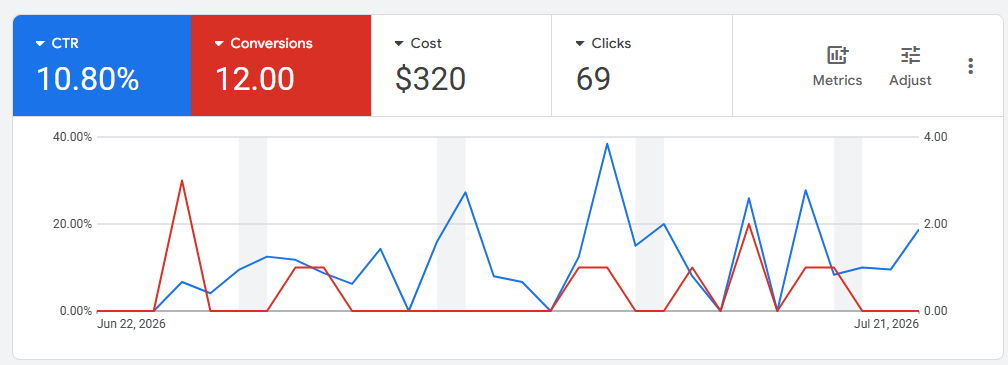 CTR
10.80%
Conversions
12.00
Cost
$320
Clicks
69
Metrics
Adjust
40.00%
4.00
20.00%
2.00
0.00%
0.00
Jun 22, 2026
Jul 21, 2026